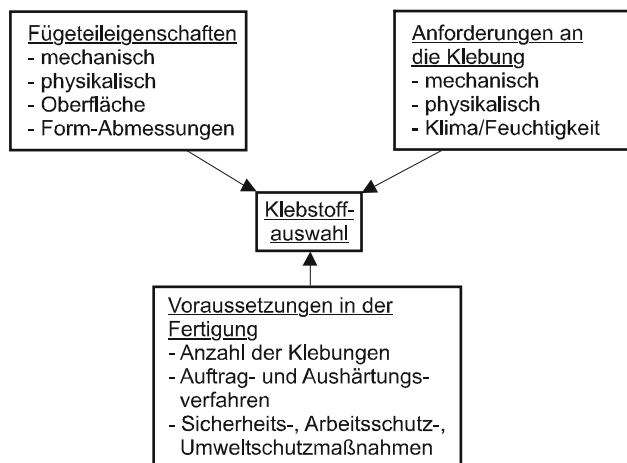 Fügeteileigenschaften
- mechanisch
- physikalisch
- Oberfläche
- Form-Abmessungen
Anforderungen an
die Klebung
- mechanisch
- physikalisch
- Klima/Feuchtigkeit
Klebstoff-
auswahl
Voraussetzungen in der
Fertigung
- Anzahl der Klebungen
- Auftrag- und Aushärtungs-
verfahren
- Sicherheits-, Arbeitsschutz-,
Umweltschutzmaßnahmen